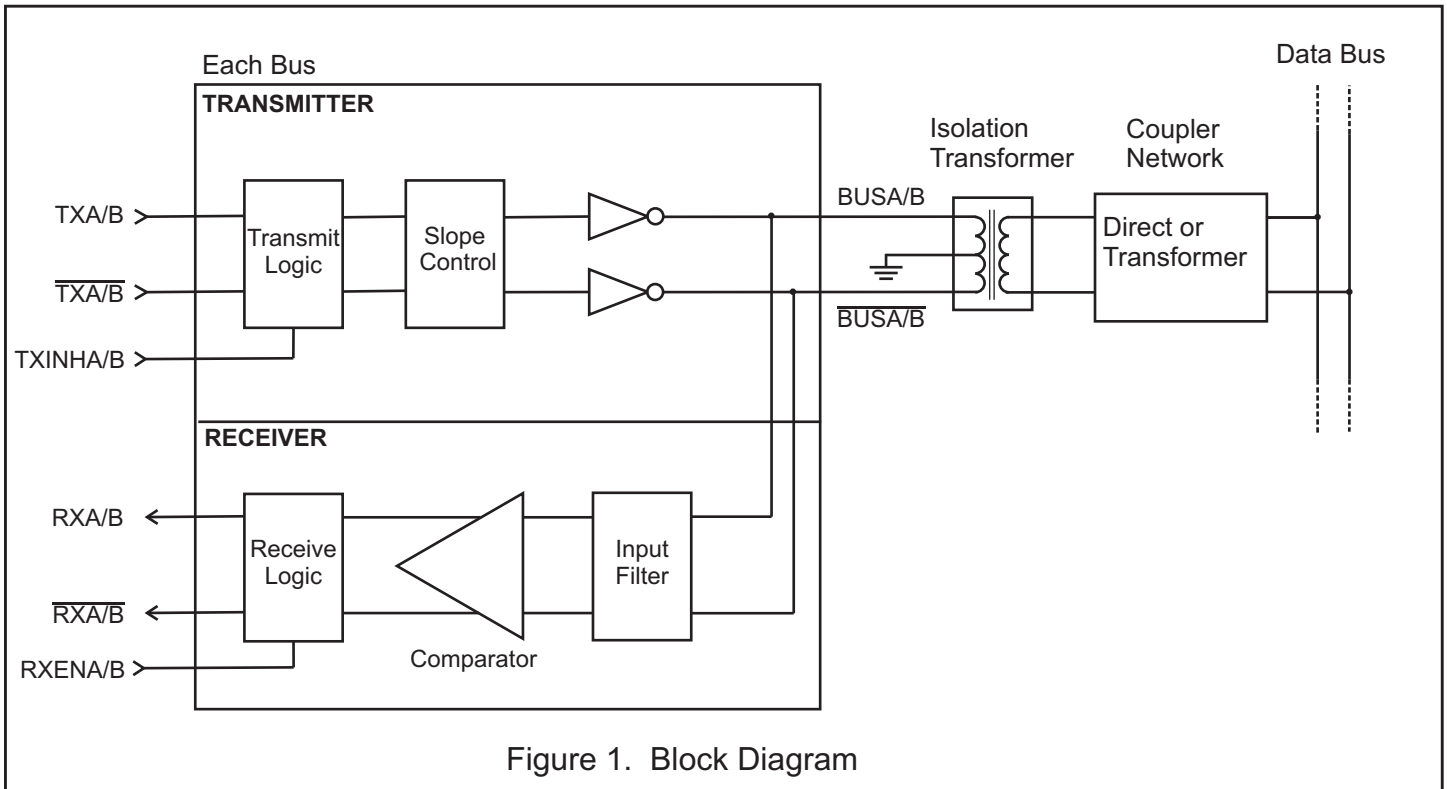 Each Bus
Data Bus
TRANSMITTER
Isolation
Transformer
Coupler
Network
TXA/B
TXA/B
TXINHA/B
Transmit
Logic
Slope
Control
BUSA/B
BUSA/B
Direct or
Transformer
RECEIVER
RXA/B
RXA/B
RXENA/B
Receive
Logic
Comparator
Input
Filter
Figure 1. Block Diagram